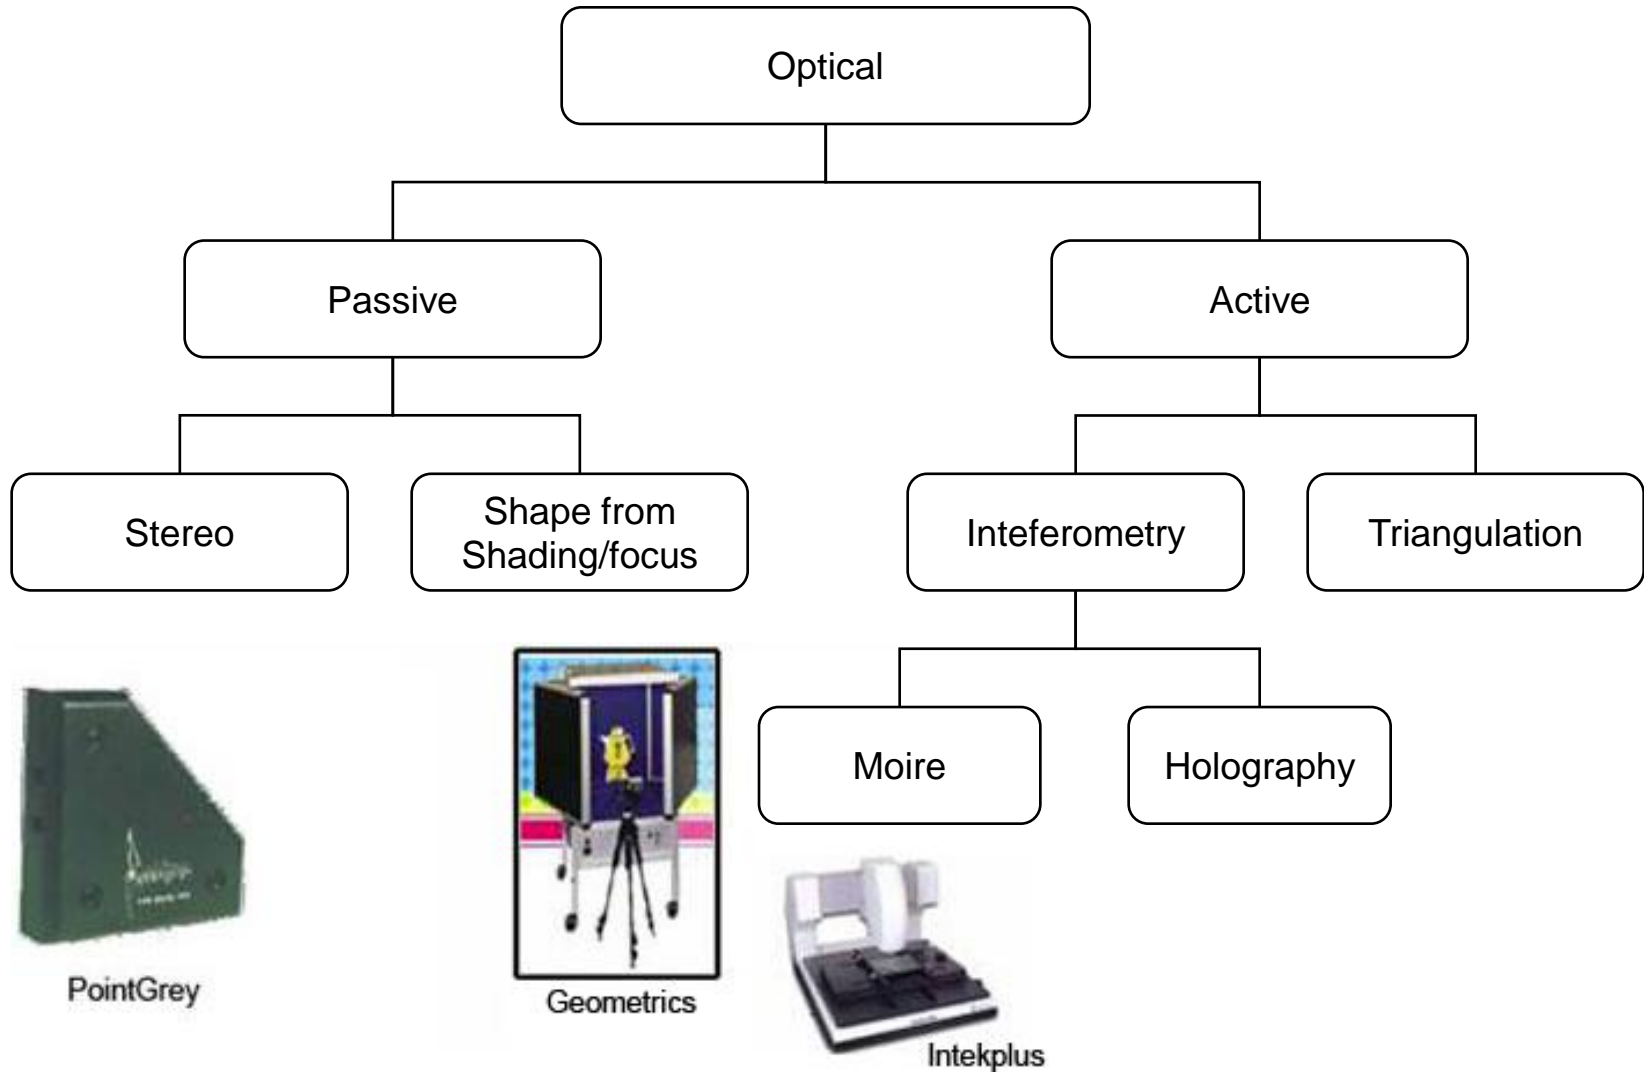 Optical
Passive
Active
Stereo
Shape from
Shading/focus
Inteferometry
Triangulation
Moire
Holography
PointGrey
Geometrics
Intekplus